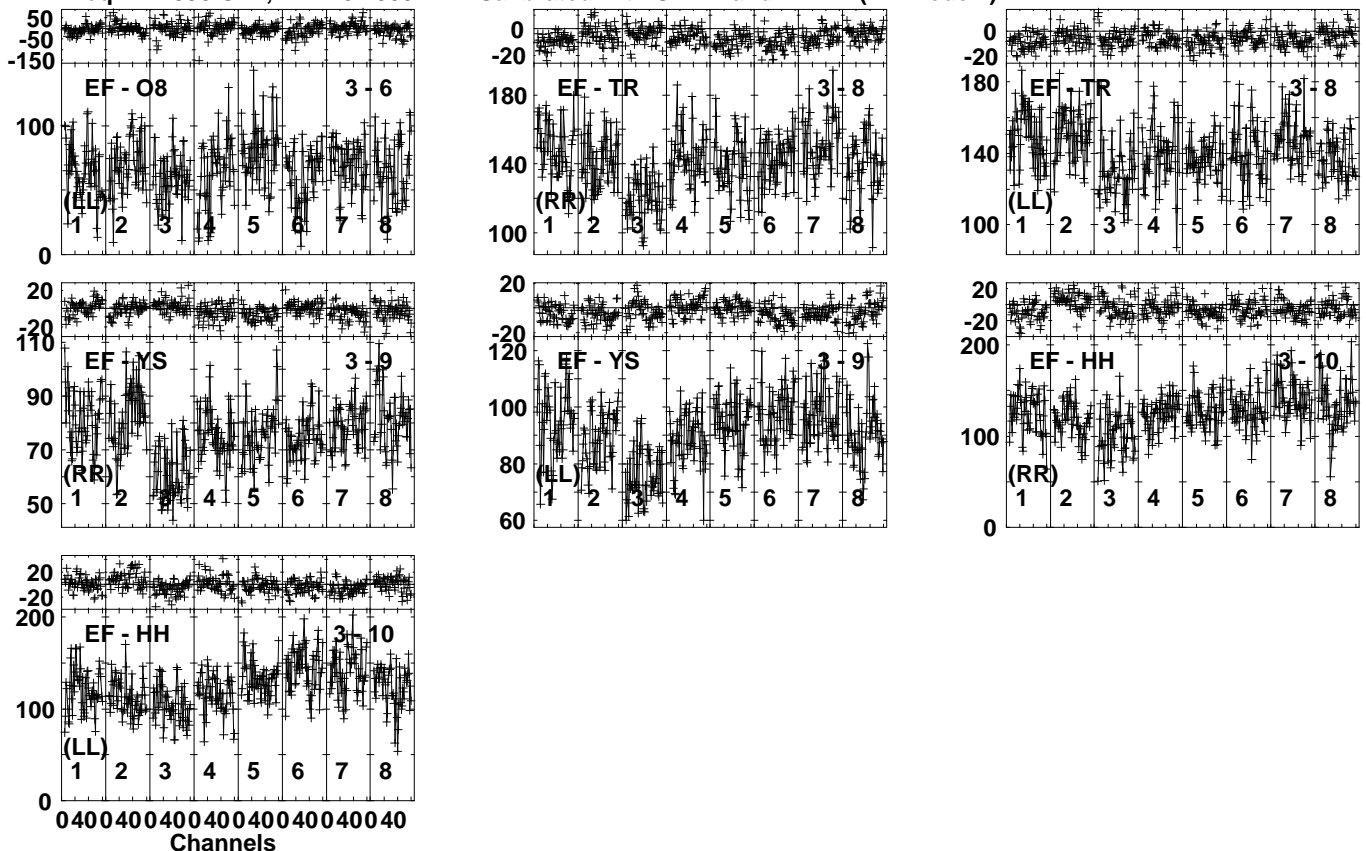 50
-50
-150
EF - O8 3 - 6
100
(LL)
1 2 3 4 5 6 7 8
0
0
-20
EF - TR 3 - 8
180
140
(RR)
100
1 2 3 4 5 6 7 8
0
-20
EF - TR 3 - 8
180
140
(LL)
100
1 2 3 4 5 6 7 8
20
-20
110
EF - YS 3 - 9
90
70
(RR)
50
1 2 3 4 5 6 7 8
20
-20
120
EF - YS 3 - 9
100
80
(LL)
60
1 2 3 4 5 6 7 8
20
-20
200
EF - HH 3 - 10
100
(RR)
0
1 2 3 4 5 6 7 8
20
-20
200
EF - HH 3 - 10
100
(LL)
1 2 3 4 5 6 7 8
0
0 40 0 40 0 40 0 40 0 40 0 40 0 40 0 40
Channels